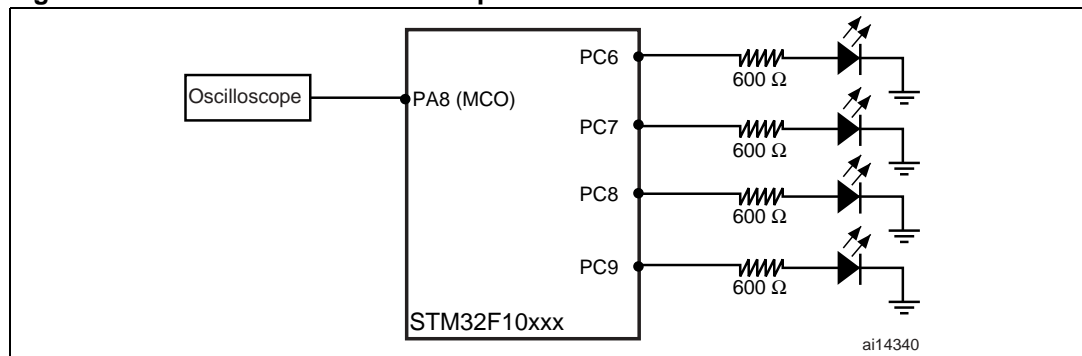 PC6
600 Ω
Oscilloscope
PA8 (MCO)
PC7
600 Ω
PC8
600 Ω
PC9
600 Ω
STM32F10xxx
ai14340